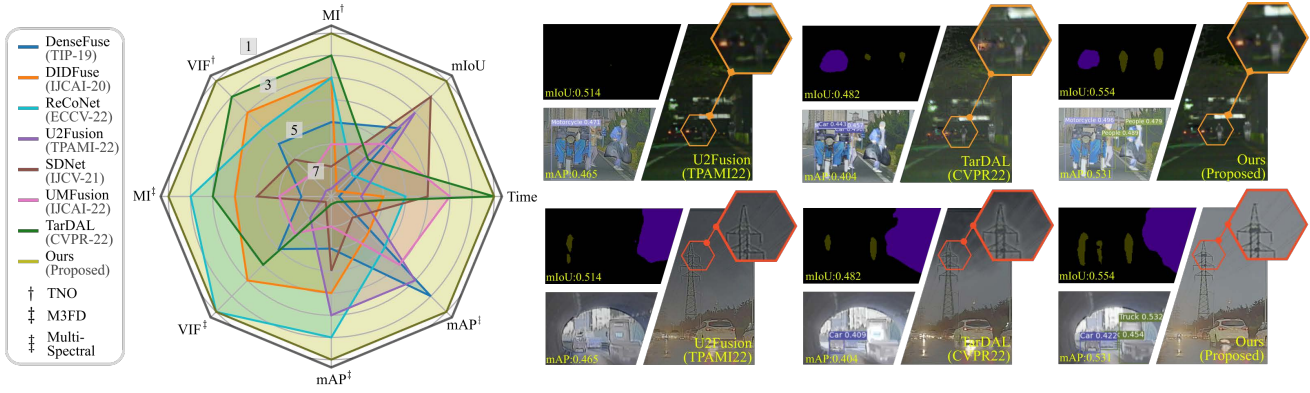 DenseFuse
(TIP-19)
DIDFuse
(IJCAI-20)
ReCoNet
(ECCV-22)
U2Fusion
(TPAMI-22)
SDNet
(IJCV-21)
UMFusion
(IJCAI-22)
TarDAL
(CVPR-22)
Ours
(Proposed)
† TNO
‡ M3FD
Multi-
Spectral
MI†
VIF†
mIoU
1
3
5
7
MI‡
Time
VIF‡
mAP
mAP‡
mIoU:0.514
Motorcycle 0.471
mAP:0.465
U2Fusion
(TPAMI22)
mIoU:0.482
Car 0.443
mAP:0.404
TarDAL
(CVPR22)
mIoU:0.554
Motorcycle 0.498
People 0.479
People 0.489
mAP:0.531
Ours
(Proposed)
mIoU:0.514
mAP:0.465
U2Fusion
(TPAMI22)
mIoU:0.482
Car 0.409
mAP:0.404
TarDAL
(CVPR22)
mIoU:0.554
Truck 0.532
Car 0.422
0.454
mAP:0.531
Ours
(Proposed)